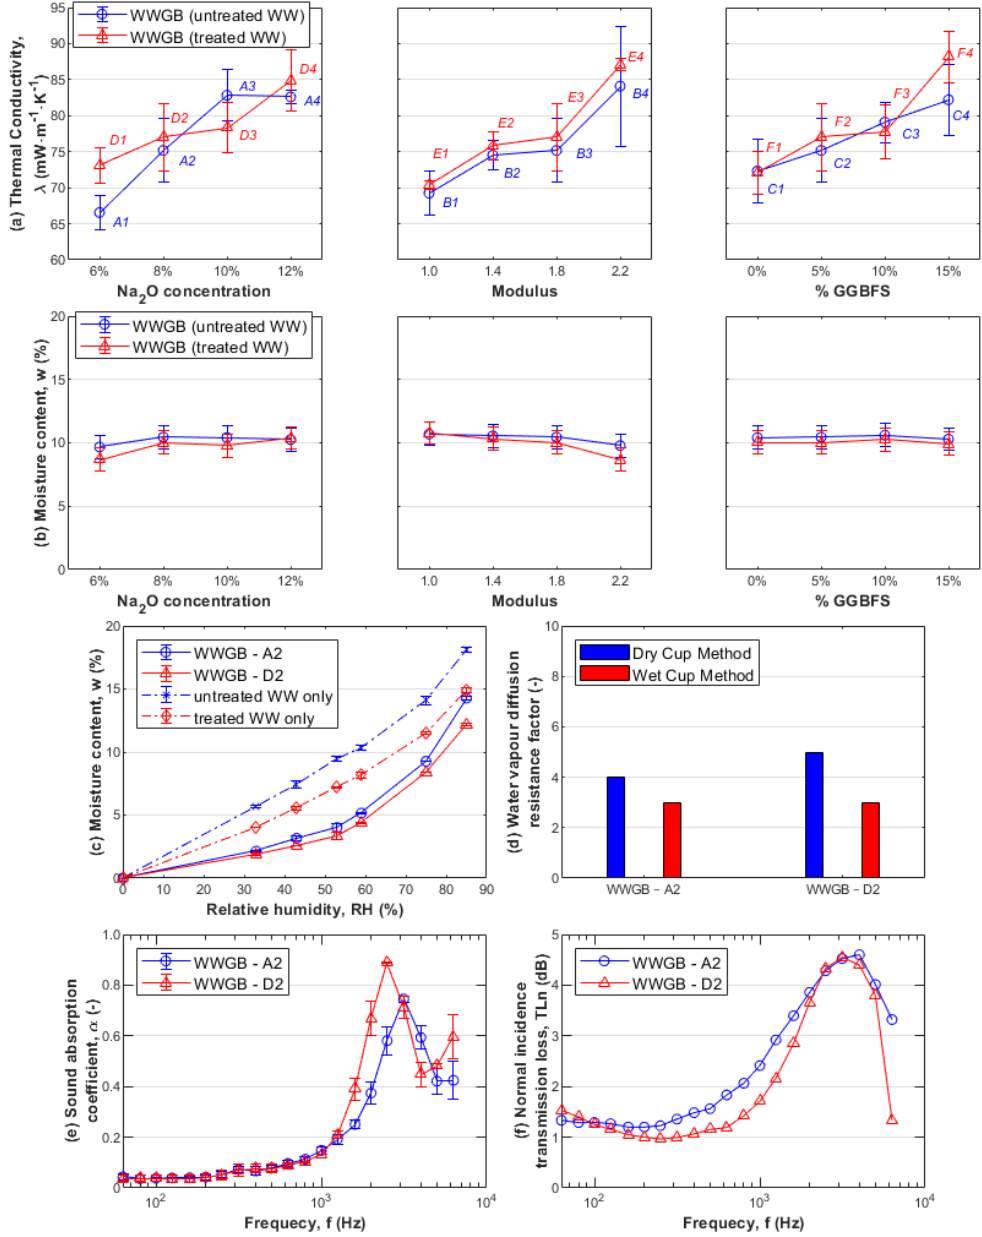 (a) Thermal Conductivity,
λ (mW·m⁻¹·K⁻¹)
95
90
85
80
75
70
65
60
WWGB (untreated WW)
WWGB (treated WW)
A1
A2
A3
A4
D1
D2
D3
D4
6% 8% 10% 12%
Na₂O concentration
E1
E2
E3
E4
B1
B2
B3
B4
1.0 1.4 1.8 2.2
Modulus
F1
F2
F3
F4
C1
C2
C3
C4
0% 5% 10% 15%
% GGBFS
(b) Moisture content, w (%)
20
15
10
5
0
WWGB (untreated WW)
WWGB (treated WW)
6% 8% 10% 12%
Na₂O concentration
1.0 1.4 1.8 2.2
Modulus
0% 5% 10% 15%
% GGBFS
(c) Moisture content, w (%)
20
15
10
5
0
WWGB - A2
WWGB - D2
untreated WW only
treated WW only
0 10 20 30 40 50 60 70 80 90
Relative humidity, RH (%)
(d) Water vapour diffusion
resistance factor (-)
10
8
6
4
2
0
Dry Cup Method
Wet Cup Method
WWGB – A2 WWGB – D2
(e) Sound absorption
coefficient, α (-)
1.0
0.8
0.6
0.4
0.2
0.0
WWGB - A2
WWGB - D2
10² 10³ 10⁴
Frequecy, f (Hz)
(f) Normal incidence
transmission loss, TLn (dB)
5
4
3
2
1
0
WWGB - A2
WWGB - D2
10² 10³ 10⁴
Frequecy, f (Hz)